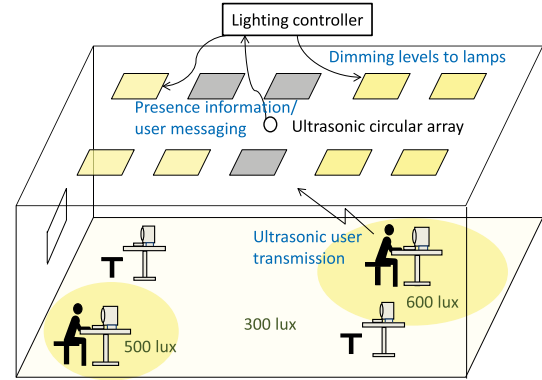 Lighting controller
Dimming levels to lamps
Presence information/
user messaging
Ultrasonic circular array
Ultrasonic user
transmission
600 lux
300 lux
500 lux